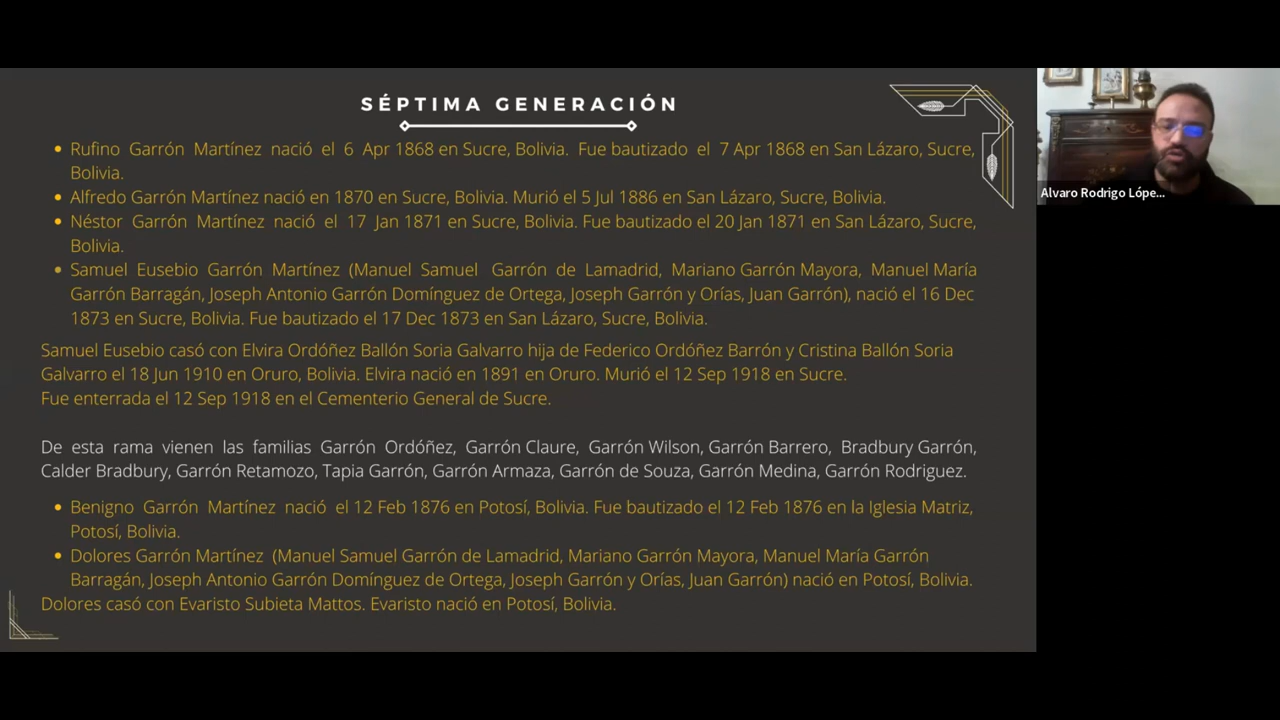 SÉPTIMA GENERACIÓN
Rufino Garrón Martínez nació el 6 Apr 1868 en Sucre, Bolivia. Fue bautizado el 7 Apr 1868 en San Lázaro, Sucre,
Bolivia.
Alfredo Garrón Martínez nació en 1870 en Sucre, Bolivia. Murió el 5 Jul 1886 en San Lázaro, Sucre, Bolivia.
Néstor Garrón Martínez nació el 17 Jan 1871 en Sucre, Bolivia. Fue bautizado el 20 Jan 1871 en San Lázaro, Sucre,
Bolivia.
Samuel Eusebio Garrón Martínez (Manuel Samuel Garrón de Lamadrid, Mariano Garrón Mayora, Manuel María
Garrón Barragán, Joseph Antonio Garrón Domínguez de Ortega, Joseph Garrón y Orías, Juan Garrón), nació el 16 Dec
1873 en Sucre, Bolivia. Fue bautizado el 17 Dec 1873 en San Lázaro, Sucre, Bolivia.
Samuel Eusebio casó con Elvira Ordóñez Ballón Soria Galvarro hija de Federico Ordóñez Barrón y Cristina Ballón Soria
Galvarro el 18 Jun 1910 en Oruro, Bolivia. Elvira nació en 1891 en Oruro. Murió el 12 Sep 1918 en Sucre.
Fue enterrada el 12 Sep 1918 en el Cementerio General de Sucre.
De esta rama vienen las familias Garrón Ordóñez, Garrón Claure, Garrón Wilson, Garrón Barrero, Bradbury Garrón,
Calder Bradbury, Garrón Retamozo, Tapia Garrón, Garrón Armaza, Garrón de Souza, Garrón Medina, Garrón Rodriguez.
Benigno Garrón Martínez nació el 12 Feb 1876 en Potosí, Bolivia. Fue bautizado el 12 Feb 1876 en la Iglesia Matriz,
Potosí, Bolivia.
Dolores Garrón Martínez (Manuel Samuel Garrón de Lamadrid, Mariano Garrón Mayora, Manuel María Garrón
Barragán, Joseph Antonio Garrón Domínguez de Ortega, Joseph Garrón y Orías, Juan Garrón) nació en Potosí, Bolivia.
Dolores casó con Evaristo Subieta Mattos. Evaristo nació en Potosí, Bolivia.
Alvaro Rodrigo Lópe...